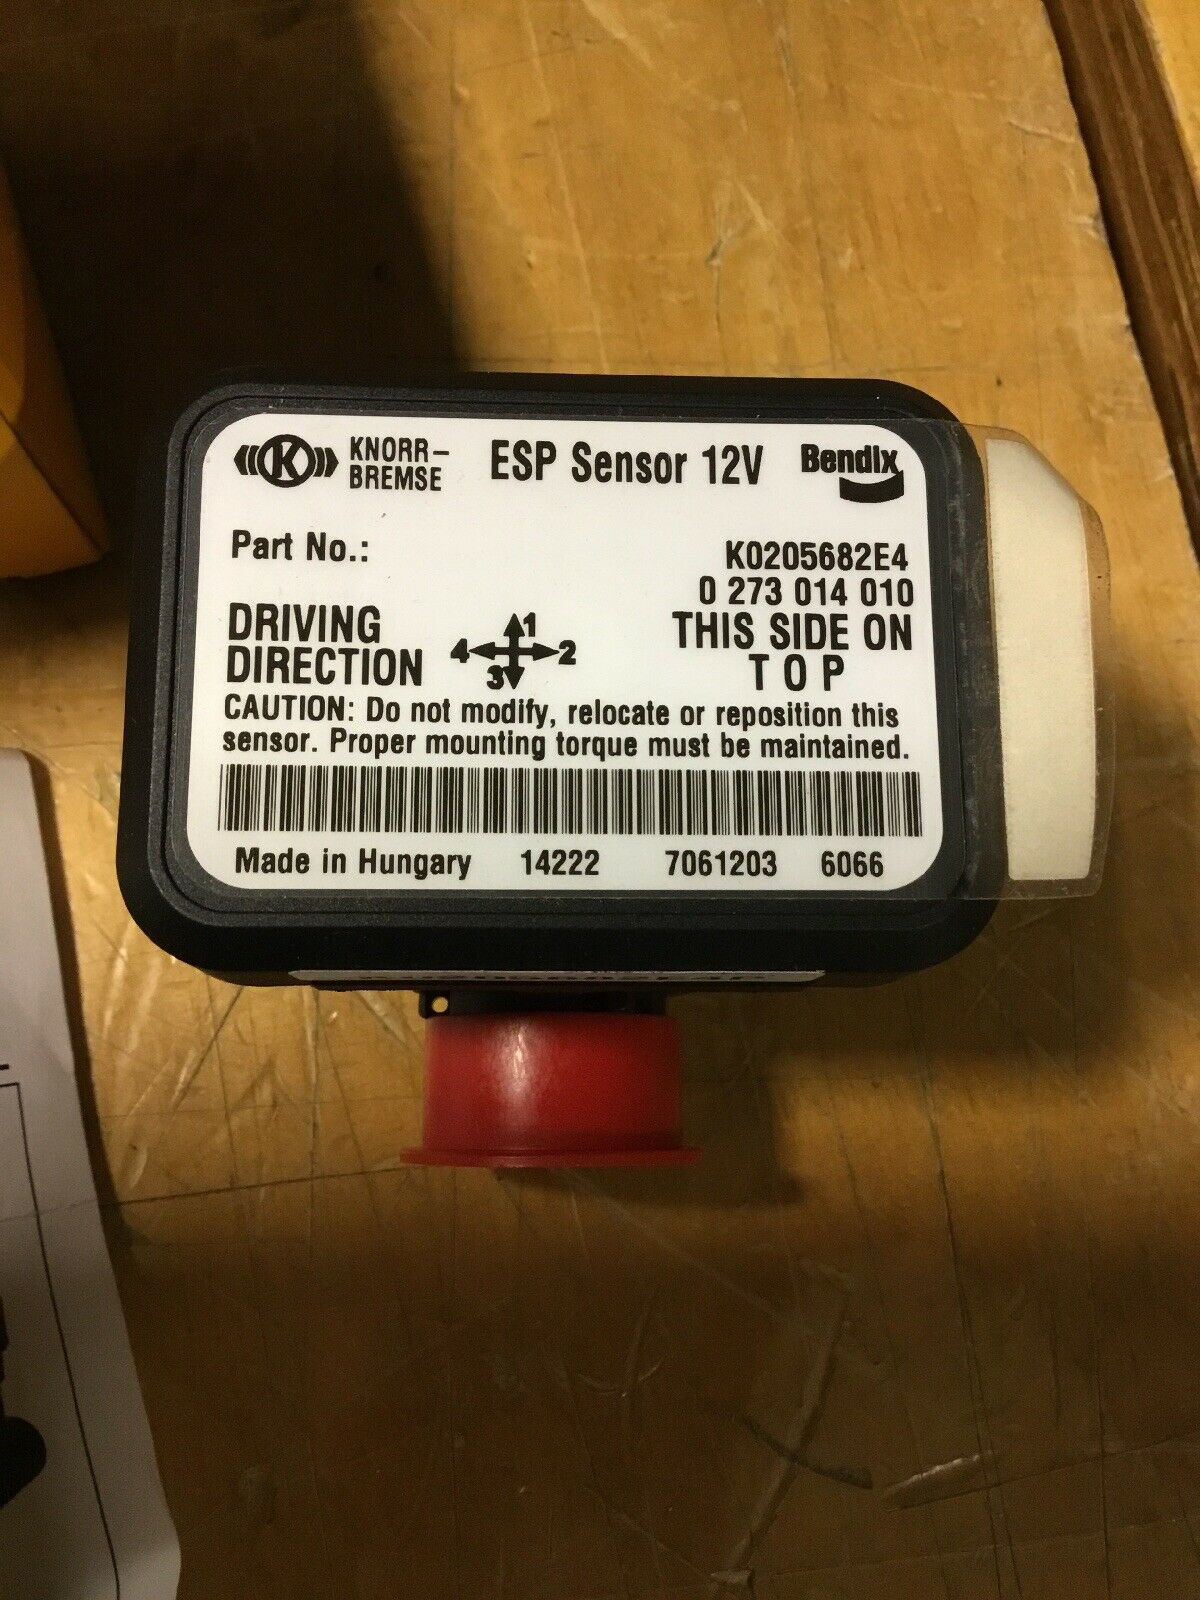 K KNORR-BREMSE ESP Sensor 12V Bendix
Part No.: K0205682E4
0 273 014 010
DRIVING DIRECTION 1 2 3 4
THIS SIDE ON
TOP
CAUTION: Do not modify, relocate or reposition this
sensor. Proper mounting torque must be maintained.
Made in Hungary 14222 7061203 6066